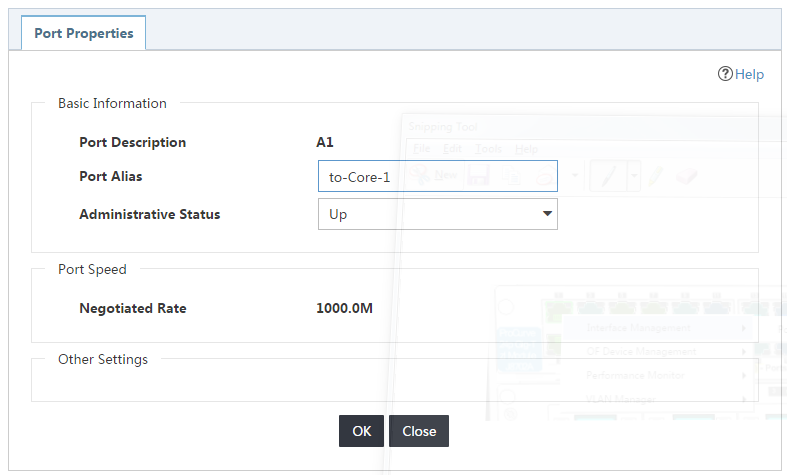 Port Properties
Help
Basic Information
Port Description A1
Snipping Tool
File Edit Tools Help
Port Alias to-Core-1
New
Administrative Status Up
Port Speed
Negotiated Rate 1000.0M
Interface Management
OF Device Management
Other Settings
Performance Monitor
VLAN Manager
OK Close